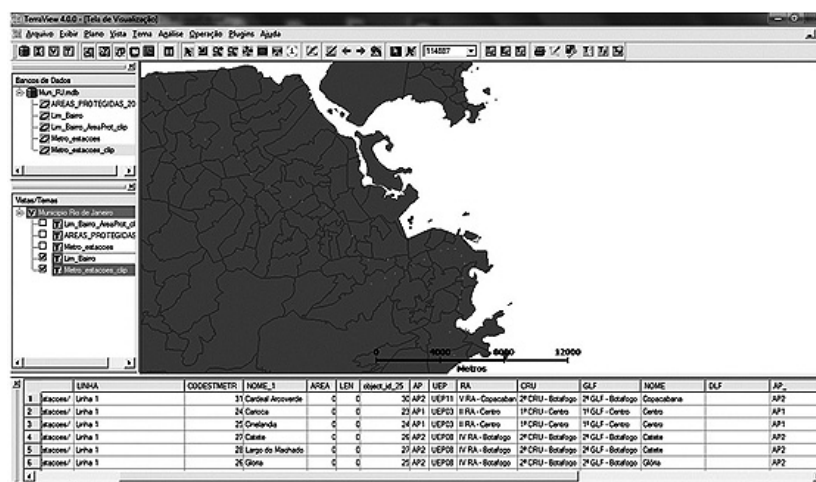 TerraView 4.0.0 - [Tela de Visualização]
Arquivo Exibir Plano Vista Tema Análise Operação Plugins Ajuda
114887
Bancos de Dados
Mun_RJ.mdb
AREAS_PROTEGIDAS_20
Lim_Bairro
Lim_Bairro_AreaProt_clip
Metro_estacoes
Metro_estacoes_clip
Vistas/Temas
Municipio Rio de Janeiro
Lim_Bairro_AreaProt_cl
AREAS_PROTEGIDAS
Metro_estacoes
Lim_Bairro
Metro_estacoes_clip
0 4000 8000 12000
Metros
LINHA CODESTMETR NOME_1 AREA LEN object_id_25 AP UEP RA CRU GLF NOME DLF AP_
1 stacoes/ Linha 1 31 Cardeal Arcoverde 0 0 30 AP2 UEP11 V RA - Copacaban 2ª CRU - Botafogo 2ª GLF - Botafogo Copacabana AP2
2 stacoes/ Linha 1 24 Carioca 0 0 23 AP1 UEP03 II RA - Centro 1ª CRU - Centro 1ª GLF - Centro Centro AP1
3 stacoes/ Linha 1 25 Cinelandia 0 0 24 AP1 UEP03 II RA - Centro 1ª CRU - Centro 1ª GLF - Centro Centro AP1
4 stacoes/ Linha 1 27 Catete 0 0 26 AP2 UEP08 IV RA - Botafogo 2ª CRU - Botafogo 2ª GLF - Botafogo Catete AP2
5 stacoes/ Linha 1 28 Largo do Machado 0 0 27 AP2 UEP08 IV RA - Botafogo 2ª CRU - Botafogo 2ª GLF - Botafogo Catete AP2
6 stacoes/ Linha 1 26 Gloria 0 0 25 AP2 UEP08 IV RA - Botafogo 2ª CRU - Botafogo 2ª GLF - Botafogo Glória AP2